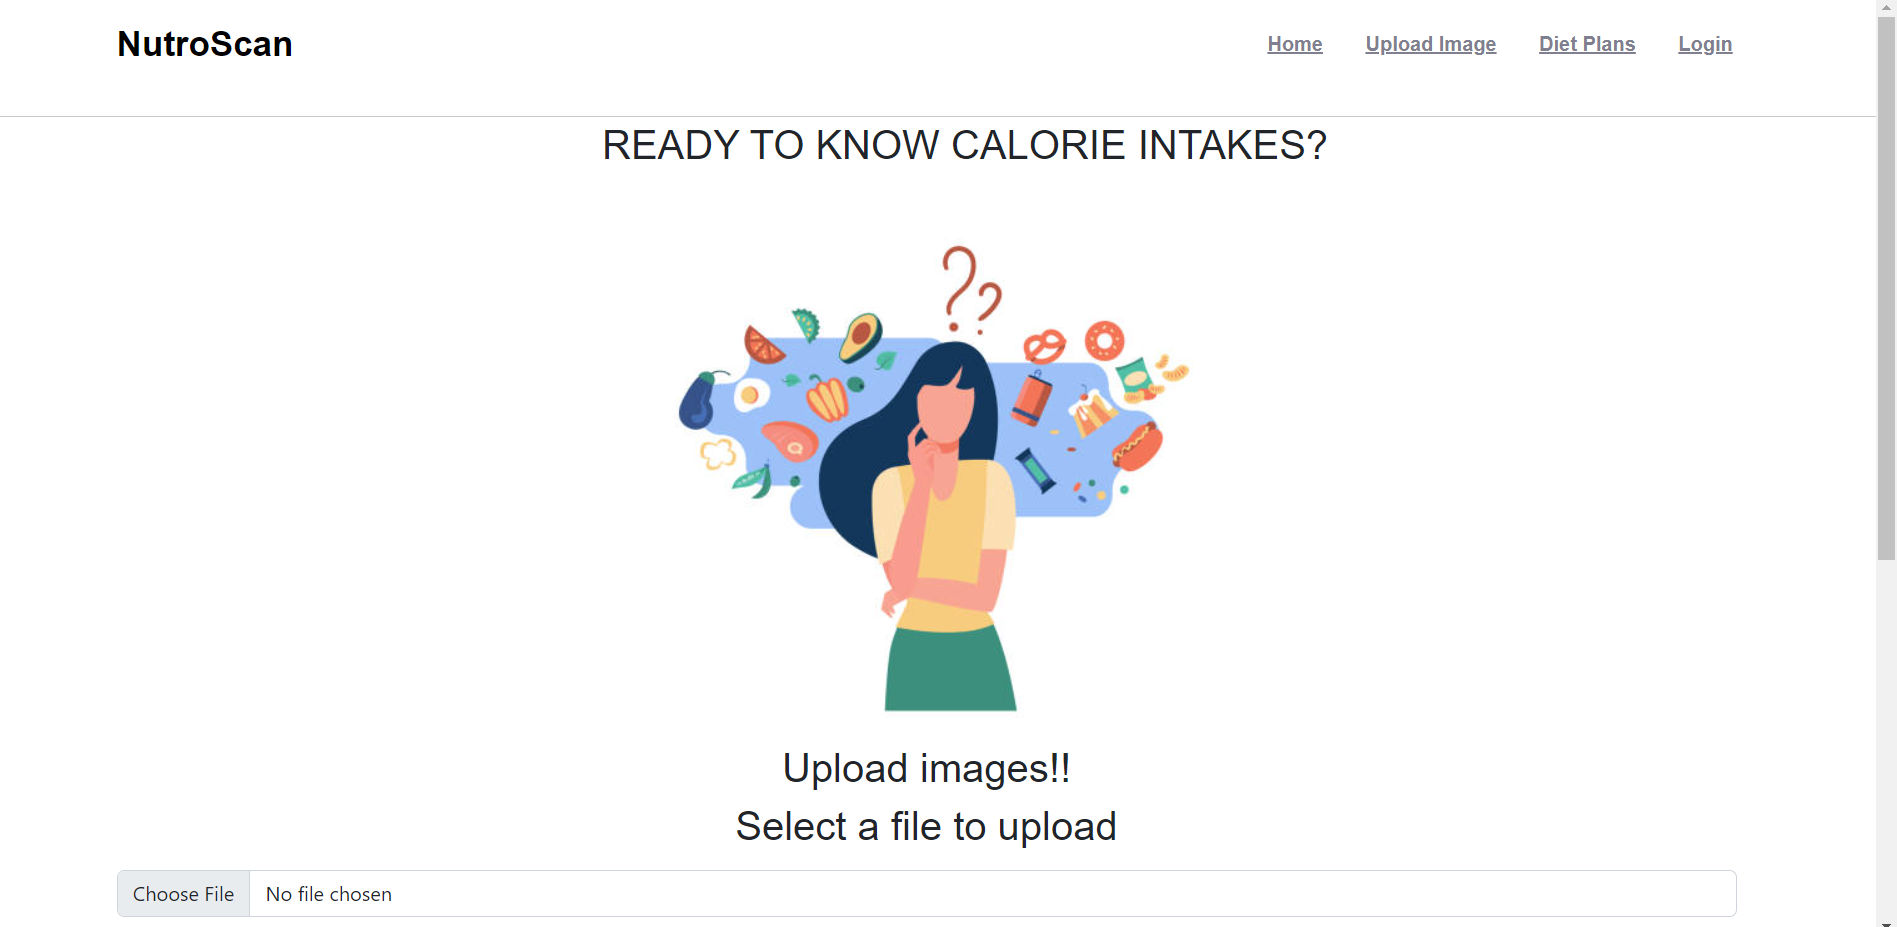 NutroScan
Home Upload Image Diet Plans Login
READY TO KNOW CALORIE INTAKES?
??
Upload images!!
Select a file to upload
Choose File No file chosen